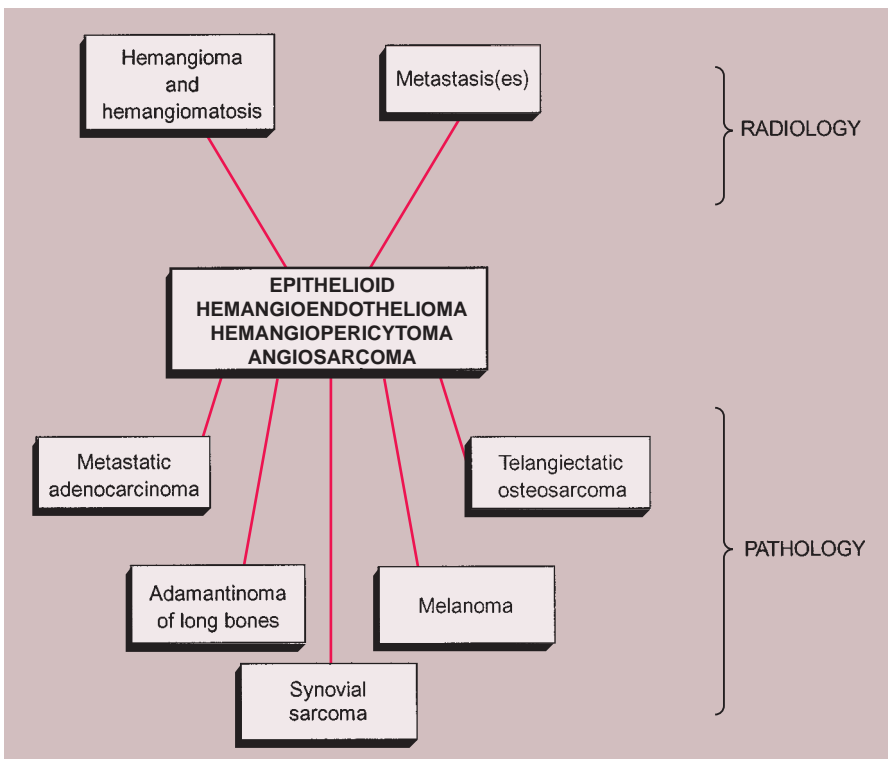 Hemangioma
and
hemangiomatosis
Metastasis(es)
RADIOLOGY
EPITHELIOID
HEMANGIOENDOTHELIOMA
HEMANGIOPERICYTOMA
ANGIOSARCOMA
Metastatic
adenocarcinoma
Telangiectatic
osteosarcoma
PATHOLOGY
Adamantinoma
of long bones
Melanoma
Synovial
sarcoma